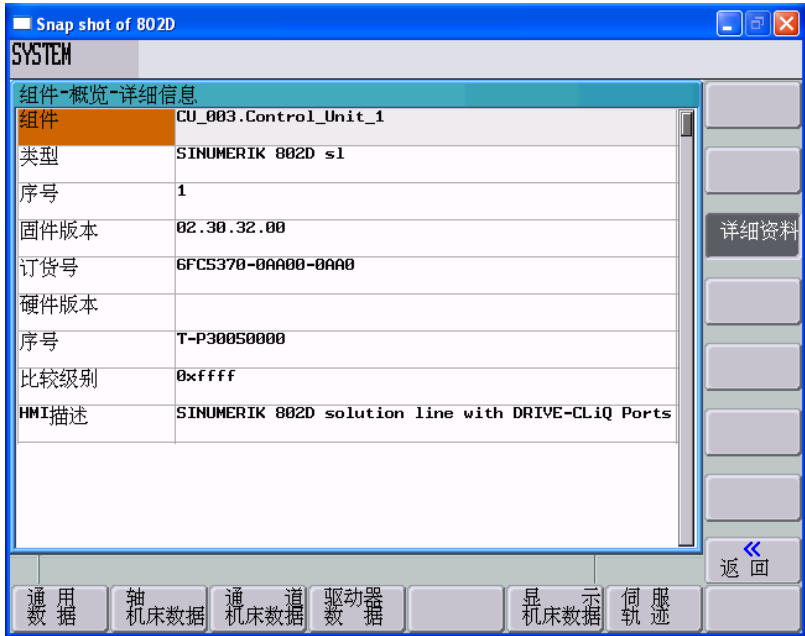 Snap shot of 802D
SYSTEM
组件-概览-详细信息
组件 CU_003.Control_Unit_1
类型 SINUMERIK 802D sl
序号 1
固件版本 02.30.32.00
订货号 6FC5370-0AA00-0AA0
硬件版本
序号 T-P30050000
比较级别 0xffff
HMI描述 SINUMERIK 802D solution line with DRIVE-CLiQ Ports
详细资料
«
返回
通用数据
轴机床数据
通道机床数据
驱动器数据
显示机床数据
伺服轨迹